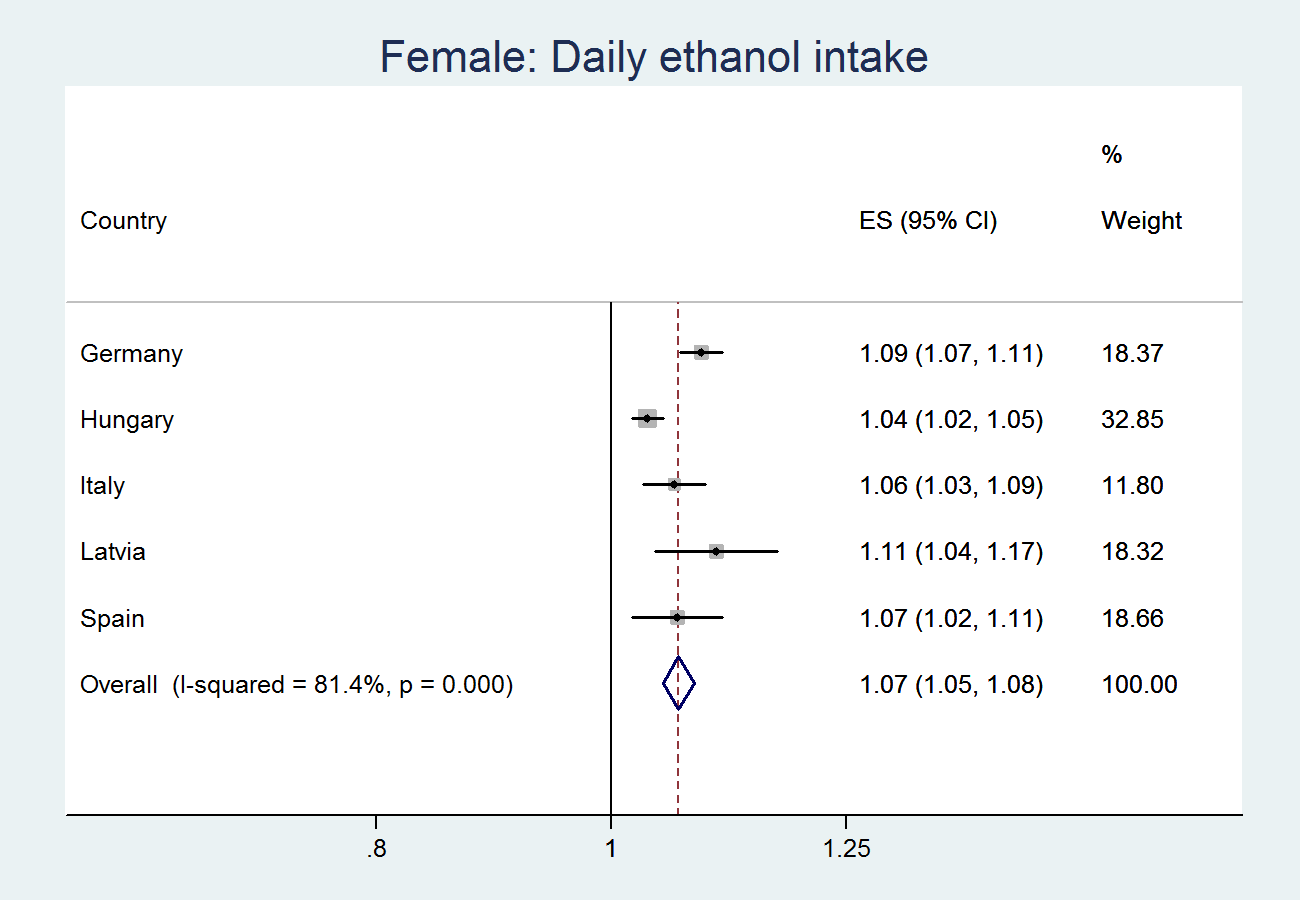 Female: Daily ethanol intake
%
Country ES (95% CI) Weight
Germany 1.09 (1.07, 1.11) 18.37
Hungary 1.04 (1.02, 1.05) 32.85
Italy 1.06 (1.03, 1.09) 11.80
Latvia 1.11 (1.04, 1.17) 18.32
Spain 1.07 (1.02, 1.11) 18.66
Overall (I-squared = 81.4%, p = 0.000) 1.07 (1.05, 1.08) 100.00
.8 1 1.25